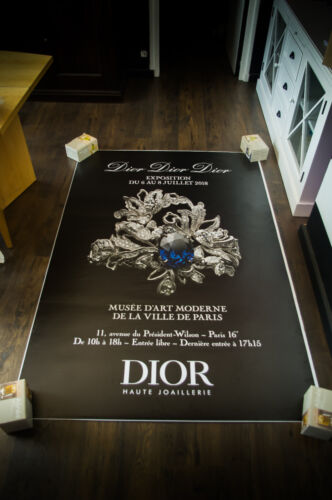 Dior Dior Dior
EXPOSITION
DU 6 AU 8 JUILLET 2018
MUSÉE D'ART MODERNE
DE LA VILLE DE PARIS
11, avenue du Président-Wilson – Paris 16e
De 10h à 18h – Entrée libre – Dernière entrée à 17h15
DIOR
HAUTE JOAILLERIE